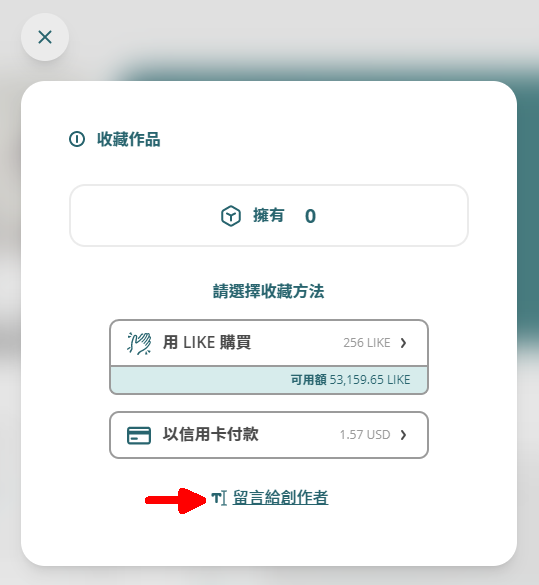 收藏作品
擁有 0
請選擇收藏方法
用 LIKE 購買 256 LIKE
可用額 53,159.65 LIKE
以信用卡付款 1.57 USD
留言給創作者